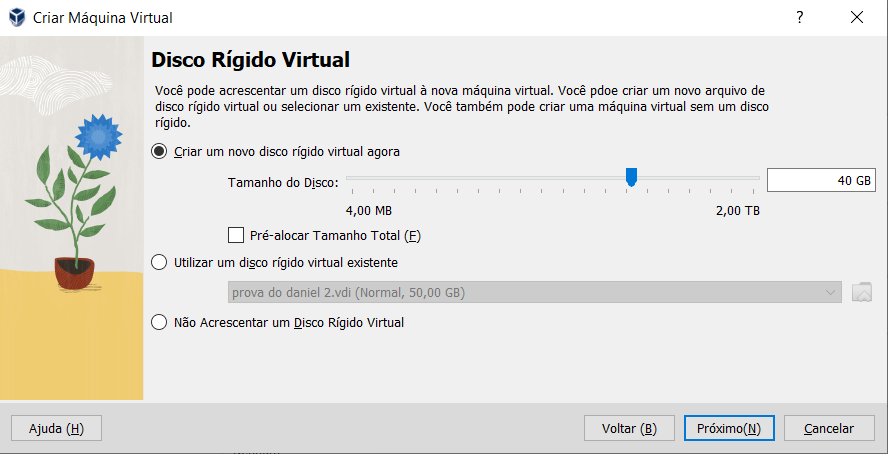 Criar Máquina Virtual
?
Disco Rígido Virtual
Você pode acrescentar um disco rígido virtual à nova máquina virtual. Você pdoe criar um novo arquivo de
disco rígido virtual ou selecionar um existente. Você também pode criar uma máquina virtual sem um disco
rígido.
Criar um novo disco rígido virtual agora
Tamanho do Disco: 40 GB
4,00 MB 2,00 TB
Pré-alocar Tamanho Total (F)
Utilizar um disco rígido virtual existente
prova do daniel 2.vdi (Normal, 50,00 GB)
Não Acrescentar um Disco Rígido Virtual
Ajuda (H) Voltar (B) Próximo(N) Cancelar